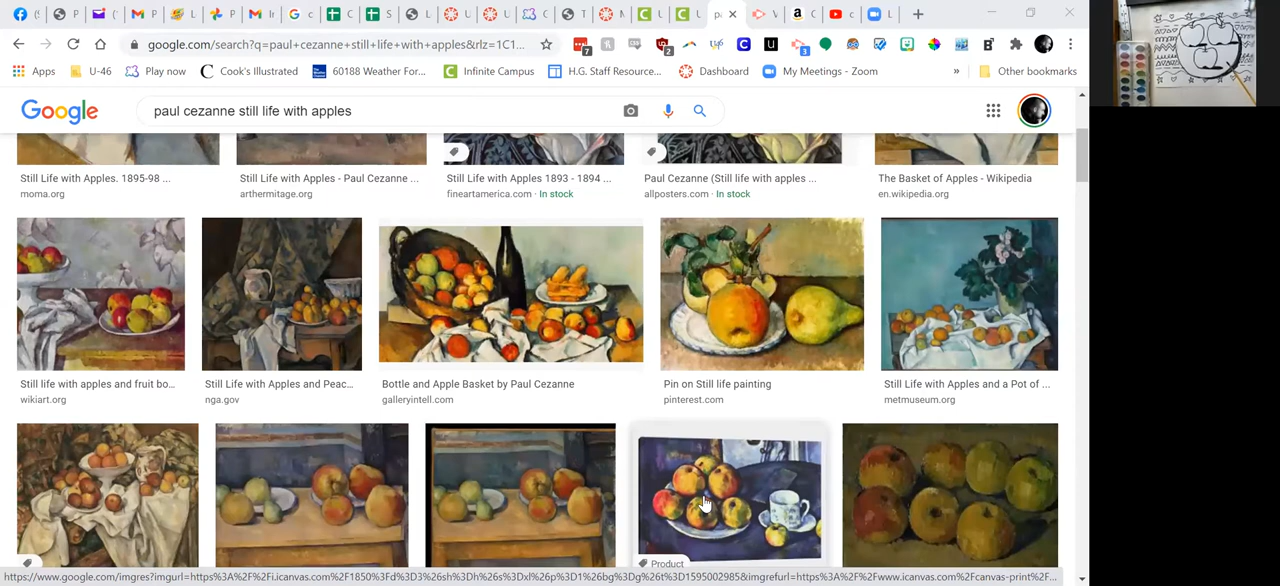 google.com/search?q=paul+cezanne+still+life+with+apples&rlz=1C1...
Apps U-46 Play now Cook's Illustrated 60188 Weather For... Infinite Campus H.G. Staff Resource... Dashboard My Meetings - Zoom » Other bookmarks
Google paul cezanne still life with apples
Still Life with Apples. 1895-98 ...
moma.org
Still Life with Apples - Paul Cezanne ...
arthermitage.org
Still Life with Apples 1893 - 1894 ...
fineartamerica.com · In stock
Paul Cezanne (Still life with apples ...
allposters.com · In stock
The Basket of Apples - Wikipedia
en.wikipedia.org
Still life with apples and fruit bo...
wikiart.org
Still Life with Apples and Peac...
nga.gov
Bottle and Apple Basket by Paul Cezanne
galleryintell.com
Pin on Still life painting
pinterest.com
Still Life with Apples and a Pot of ...
metmuseum.org
Product
https://www.google.com/imgres?imgurl=https%3A%2F%2Fi.icanvas.com%2F1850%3Fd%3D3%26sh%3Dh%26s%3Dxl%26p%3D1%26bg%3Dg%26t%3D1595002985&imgrefurl=https%3A%2F%2Fwww.icanvas.com%2Fcanvas-print%2F...